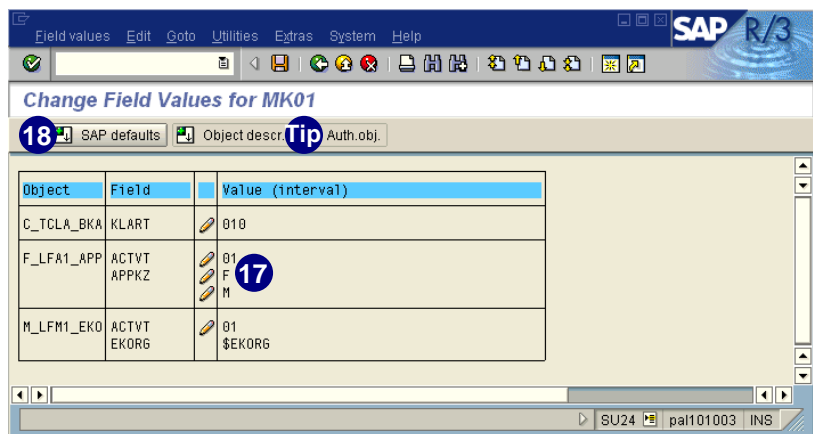 Field values Edit Goto Utilities Extras System Help
SAP R/3
Change Field Values for MK01
18 SAP defaults Object descr. Tip Auth.obj.
Object Field Value (interval)
C_TCLA_BKA KLART 010
F_LFA1_APP ACTVT 01
APPKZ F 17
M
M_LFM1_EKO ACTVT 01
EKORG $EKORG
SU24 pal101003 INS